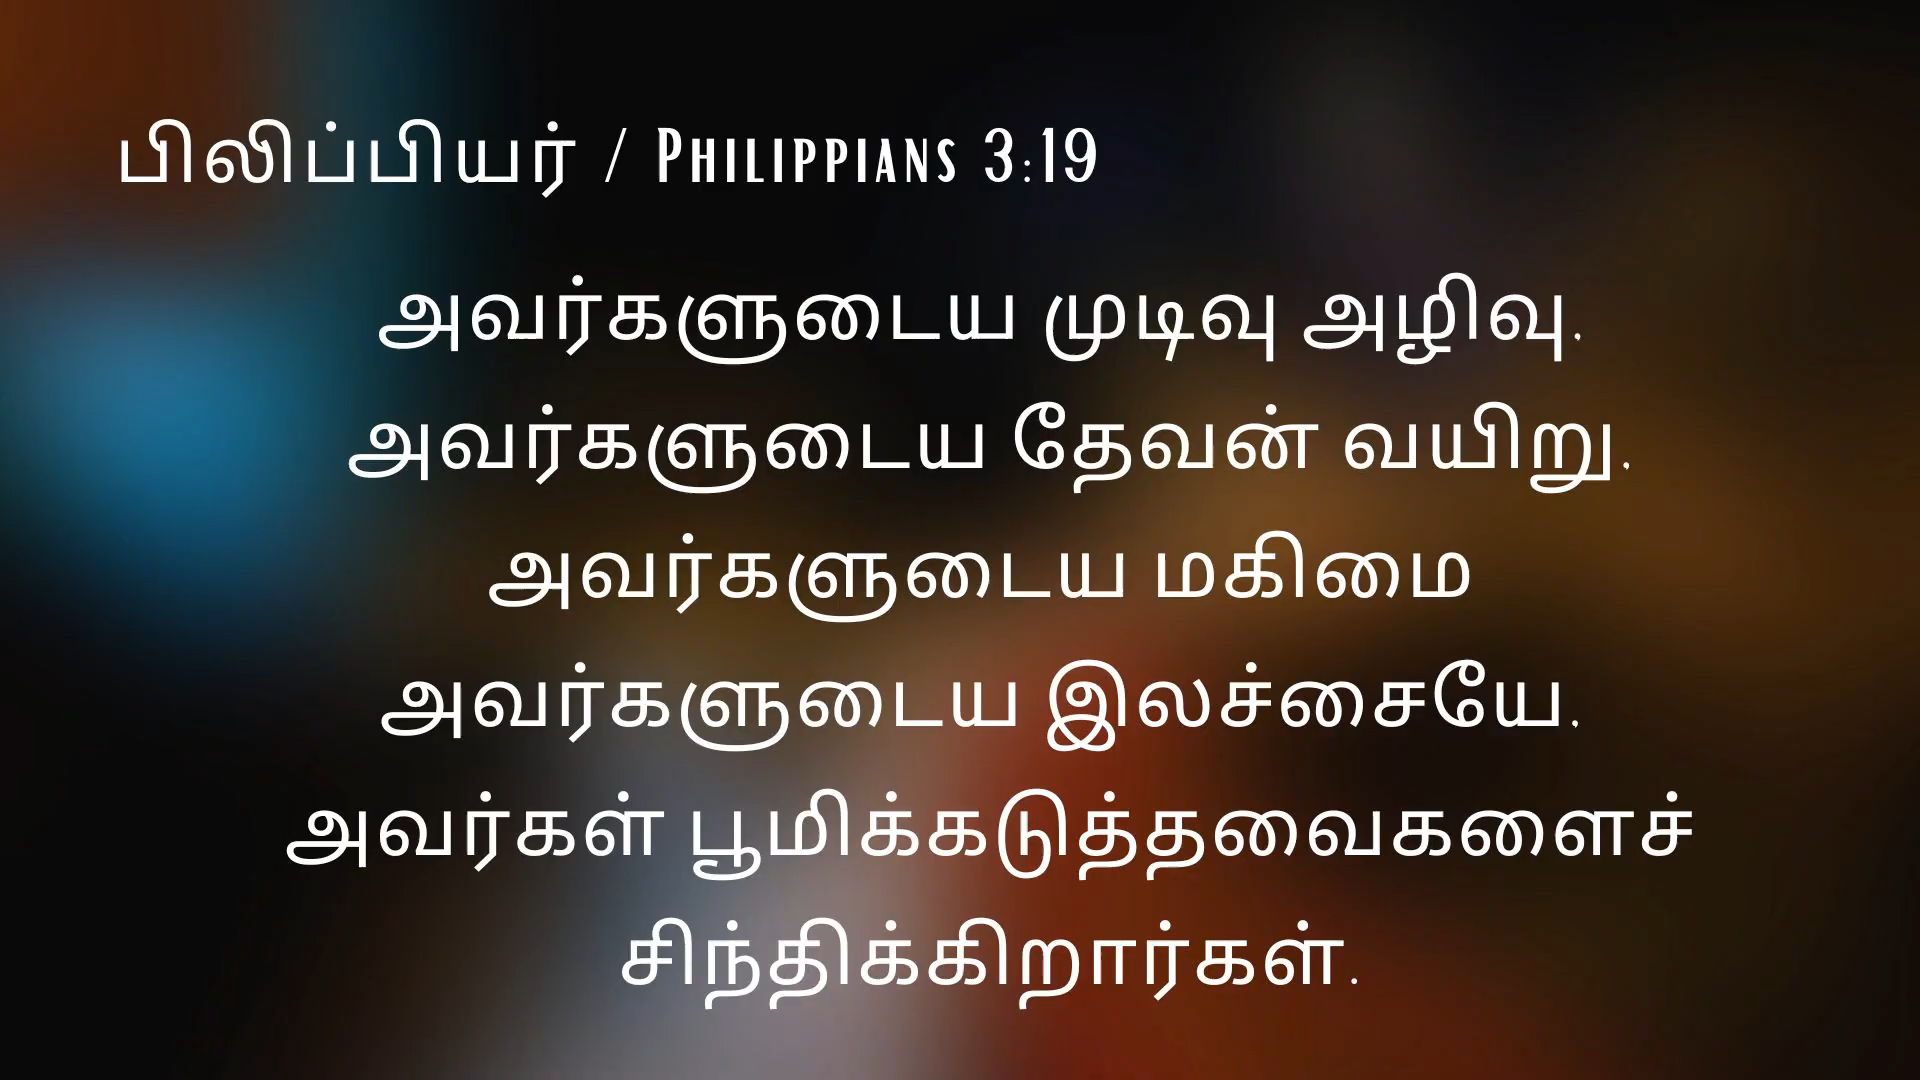 பிலிப்பியர் / Philippians 3:19
அவர்களுடைய முடிவு அழிவு,
அவர்களுடைய தேவன் வயிறு,
அவர்களுடைய மகிமை
அவர்களுடைய இலச்சையே,
அவர்கள் பூமிக்கடுத்தவைகளைச்
சிந்திக்கிறார்கள்.